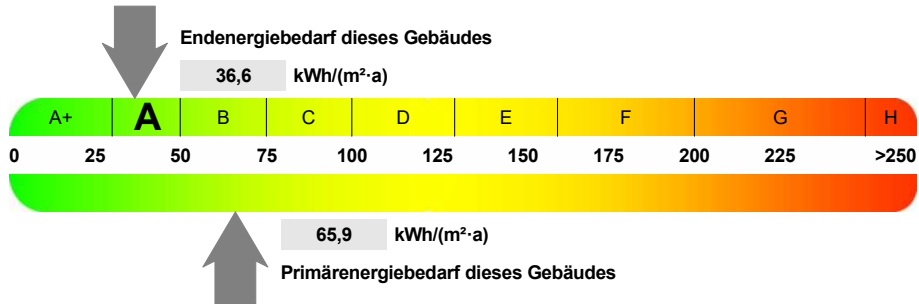 Endenergiebedarf dieses Gebäudes
36,6 kWh/(m²·a)
A+ A B C D E F G H
0 25 50 75 100 125 150 175 200 225 >250
65,9 kWh/(m²·a)
Primärenergiebedarf dieses Gebäudes